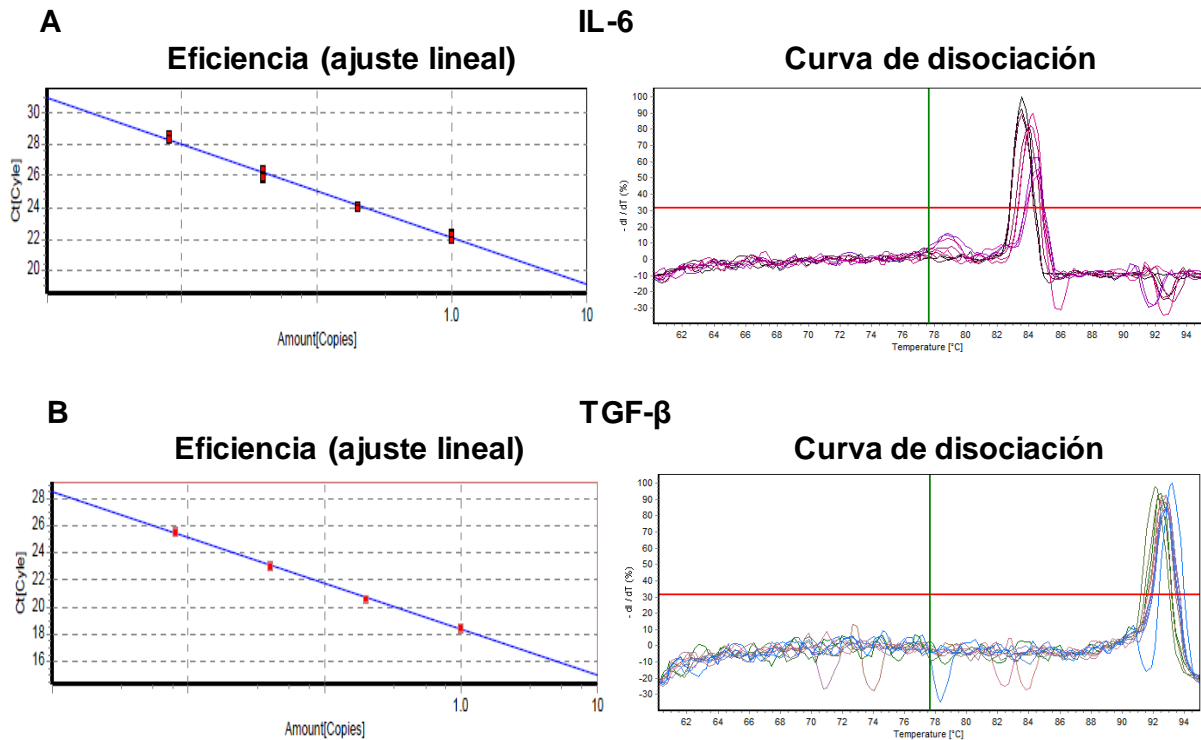 A
IL-6
Eficiencia (ajuste lineal)
Curva de disociación
30
28
26
24
22
20
Ct[Cyle]
1.0
10
Amount[Copies]
100
90
80
70
60
50
40
30
20
10
0
-10
-20
-30
- dI / dT (%)
62 64 66 68 70 72 74 76 78 80 82 84 86 88 90 92 94
Temperature [°C]
B
TGF-β
Eficiencia (ajuste lineal)
Curva de disociación
28
26
24
22
20
18
16
Ct[Cyle]
1.0
10
Amount[Copies]
100
90
80
70
60
50
40
30
20
10
0
-10
-20
-30
- dI / dT (%)
62 64 66 68 70 72 74 76 78 80 82 84 86 88 90 92 94
Temperature [°C]